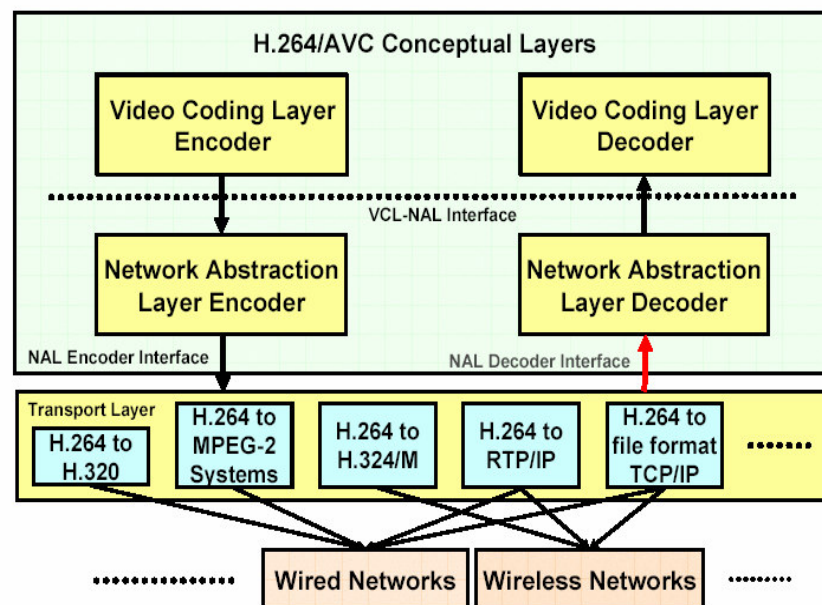 H.264/AVC Conceptual Layers
Video Coding Layer
Encoder
Video Coding Layer
Decoder
VCL-NAL Interface
Network Abstraction
Layer Encoder
Network Abstraction
Layer Decoder
NAL Encoder Interface
NAL Decoder Interface
Transport Layer
H.264 to
H.320
H.264 to
MPEG-2
Systems
H.264 to
H.324/M
H.264 to
RTP/IP
H.264 to
file format
TCP/IP
Wired Networks
Wireless Networks